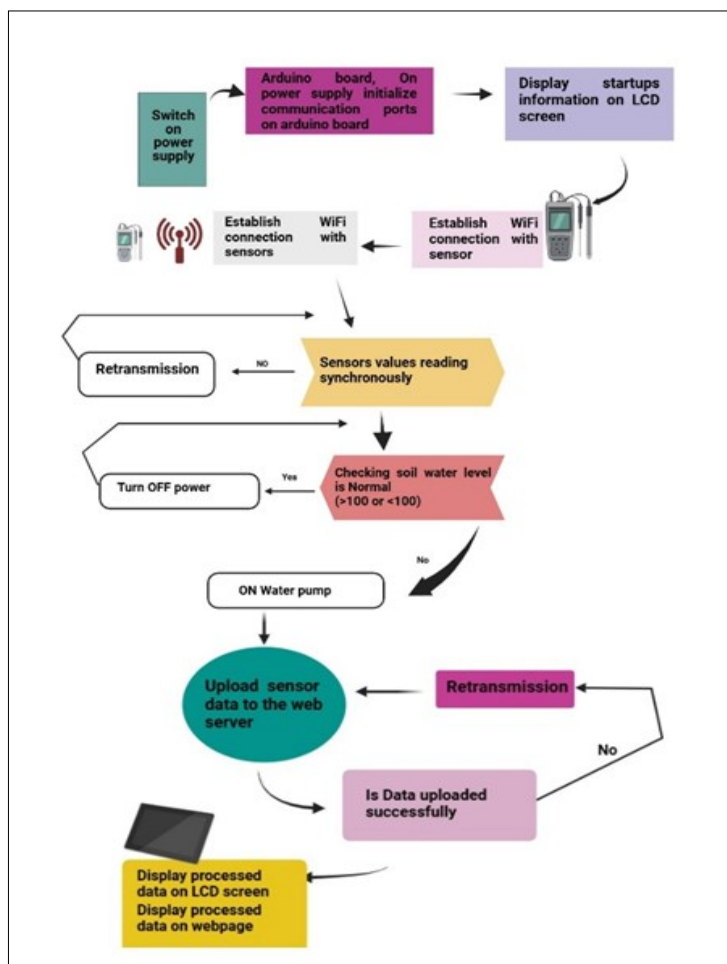 Switch
on
power
supply
Arduino board, On
power supply initialize
communication ports
on arduino board
Display startups
information on LCD
screen
Establish WiFi
connection with
sensor
Establish WiFi
connection with
sensors
Sensors values reading
synchronously
NO
Retransmission
Checking soil water level
is Normal
(>100 or <100)
Yes
Turn OFF power
No
ON Water pump
Upload sensor
data to the web
server
Retransmission
No
Is Data uploaded
successfully
Display processed
data on LCD screen
Display processed
data on webpage